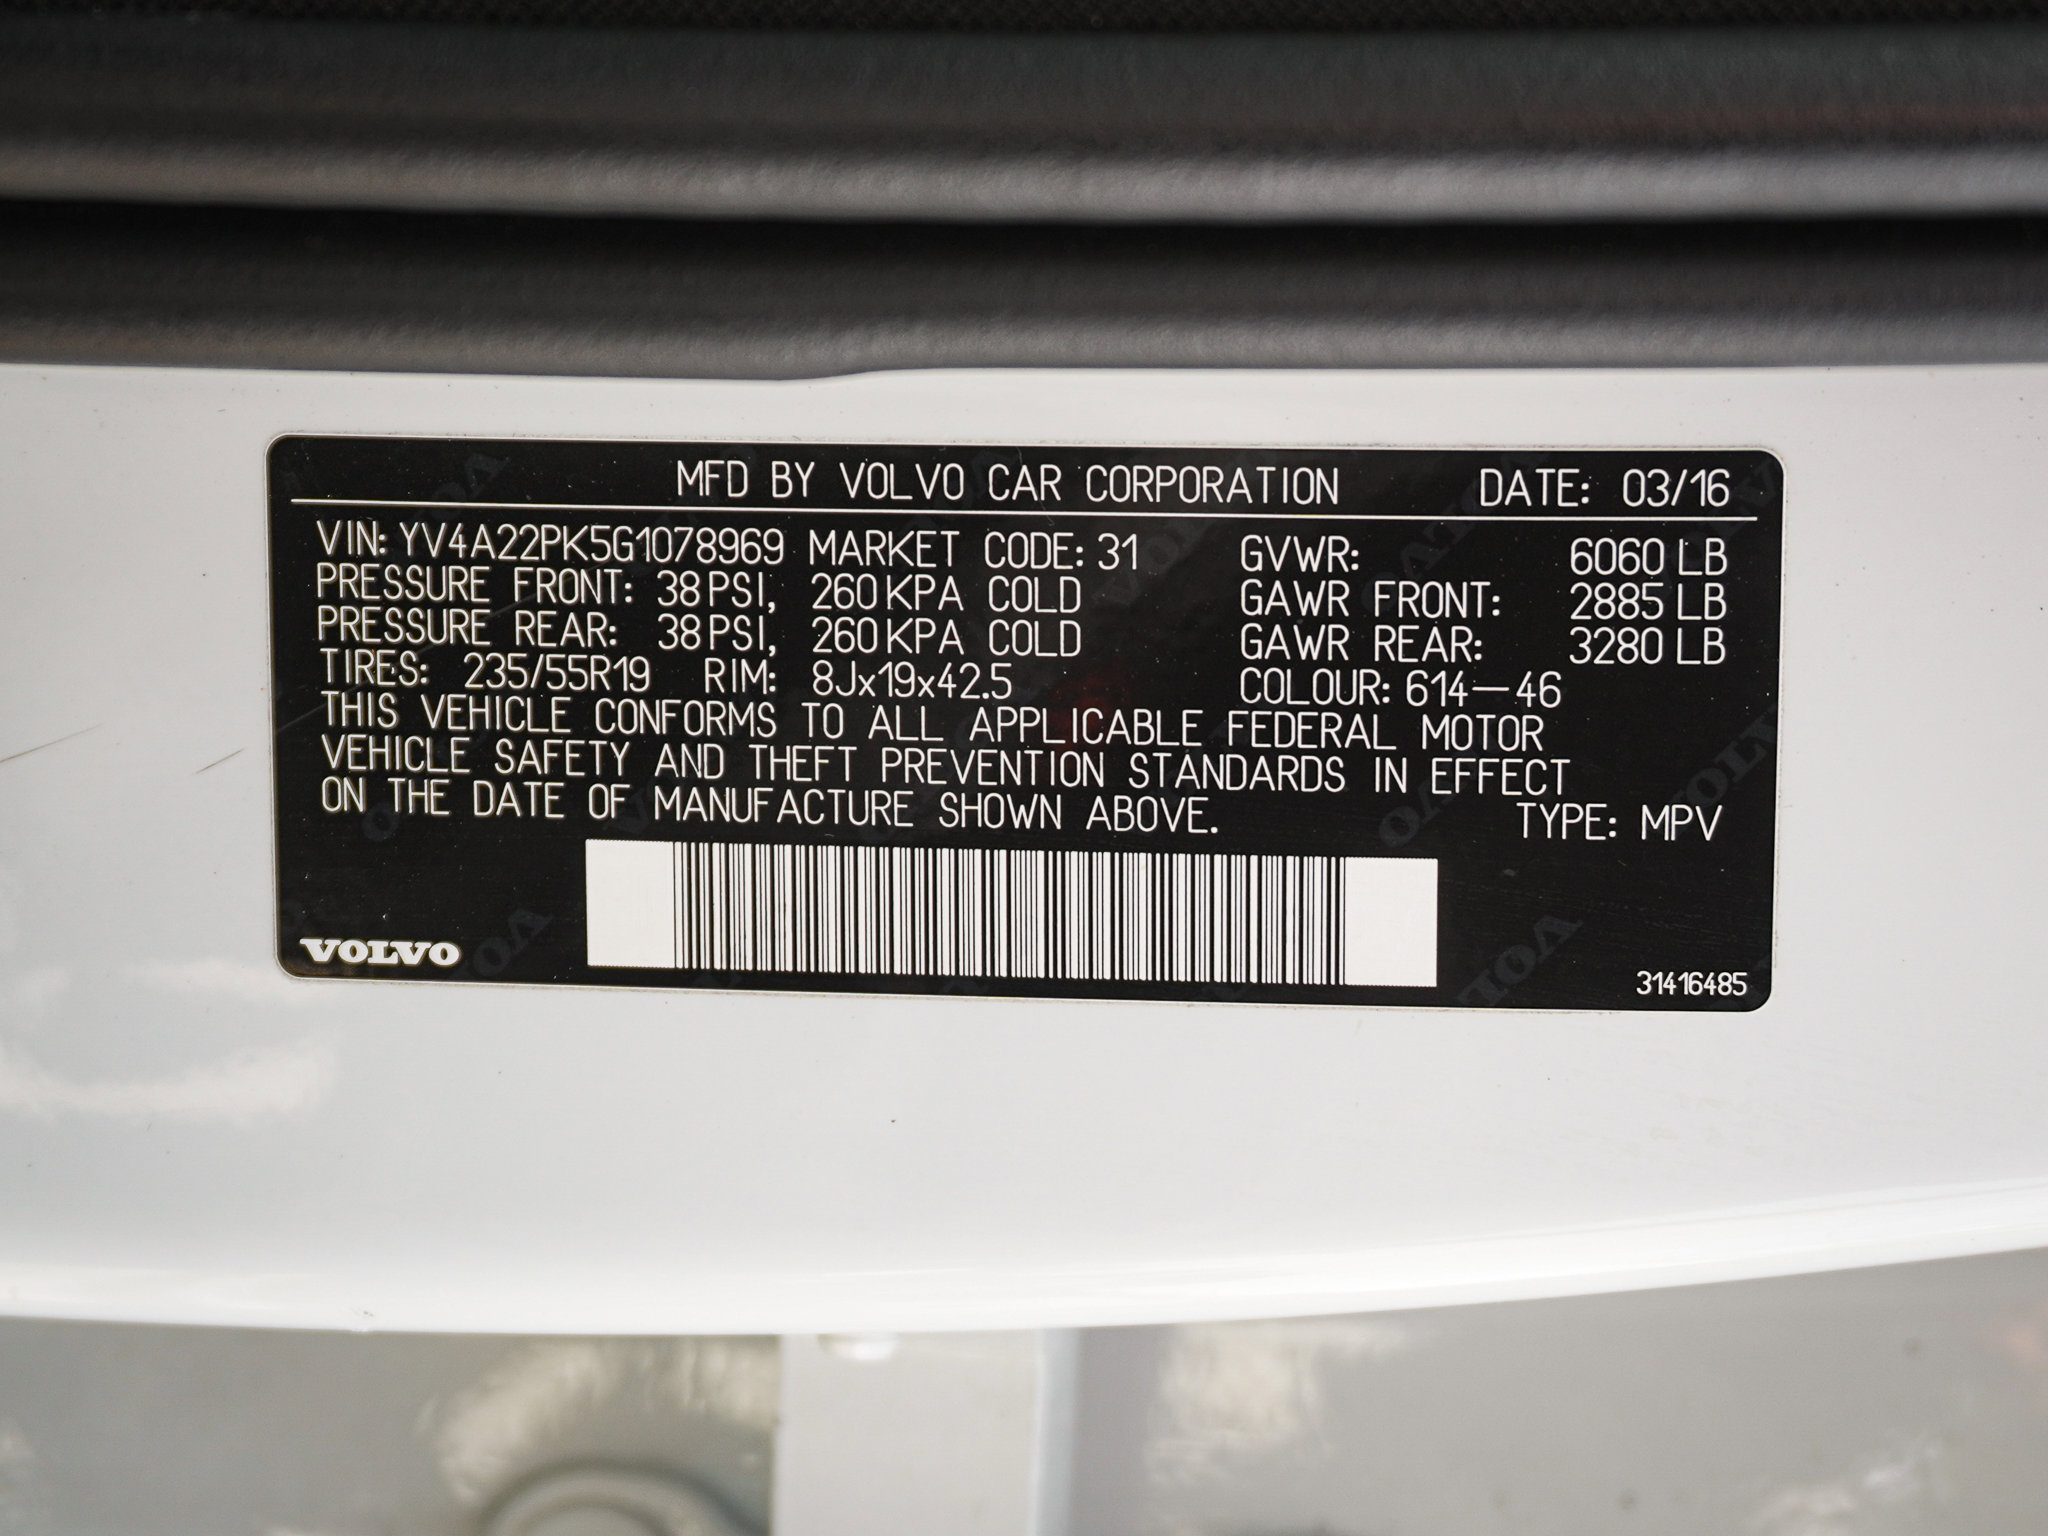 MFD BY VOLVO CAR CORPORATION DATE: 03/16
VIN: YV4A22PK5G1078969 MARKET CODE: 31 GVWR: 6060 LB
PRESSURE FRONT: 38 PSI, 260 KPA COLD GAWR FRONT: 2885 LB
PRESSURE REAR: 38 PSI, 260 KPA COLD GAWR REAR: 3280 LB
TIRES: 235/55R19 RIM: 8Jx19x42.5 COLOUR: 614-46
THIS VEHICLE CONFORMS TO ALL APPLICABLE FEDERAL MOTOR
VEHICLE SAFETY AND THEFT PREVENTION STANDARDS IN EFFECT
ON THE DATE OF MANUFACTURE SHOWN ABOVE. TYPE: MPV
VOLVO
31416485